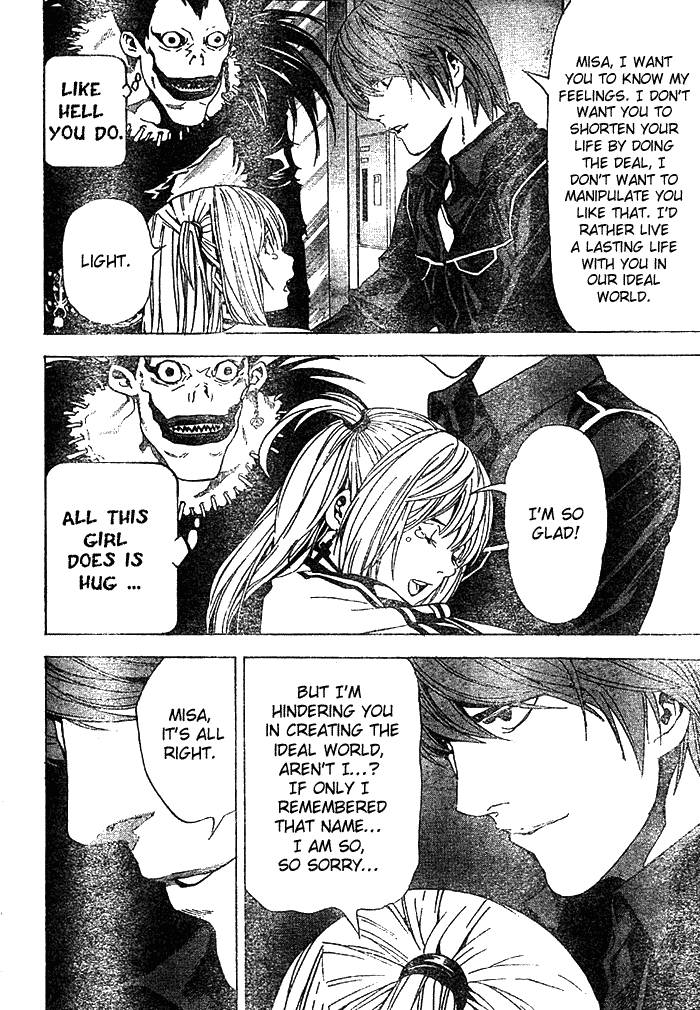 MISA, I WANT
YOU TO KNOW MY
FEELINGS. I DON'T
WANT YOU TO
SHORTEN YOUR
LIFE BY DOING
THE DEAL, I
DON'T WANT TO
MANIPULATE YOU
LIKE THAT. I'D
RATHER LIVE
A LASTING LIFE
WITH YOU IN
OUR IDEAL
WORLD.
LIKE
HELL
YOU DO.
LIGHT.
I'M SO
GLAD!
ALL THIS
GIRL
DOES IS
HUG ...
BUT I'M
HINDERING YOU
IN CREATING THE
IDEAL WORLD,
AREN'T I...?
IF ONLY I
REMEMBERED
THAT NAME...
I AM SO,
SO SORRY...
MISA,
IT'S ALL
RIGHT.